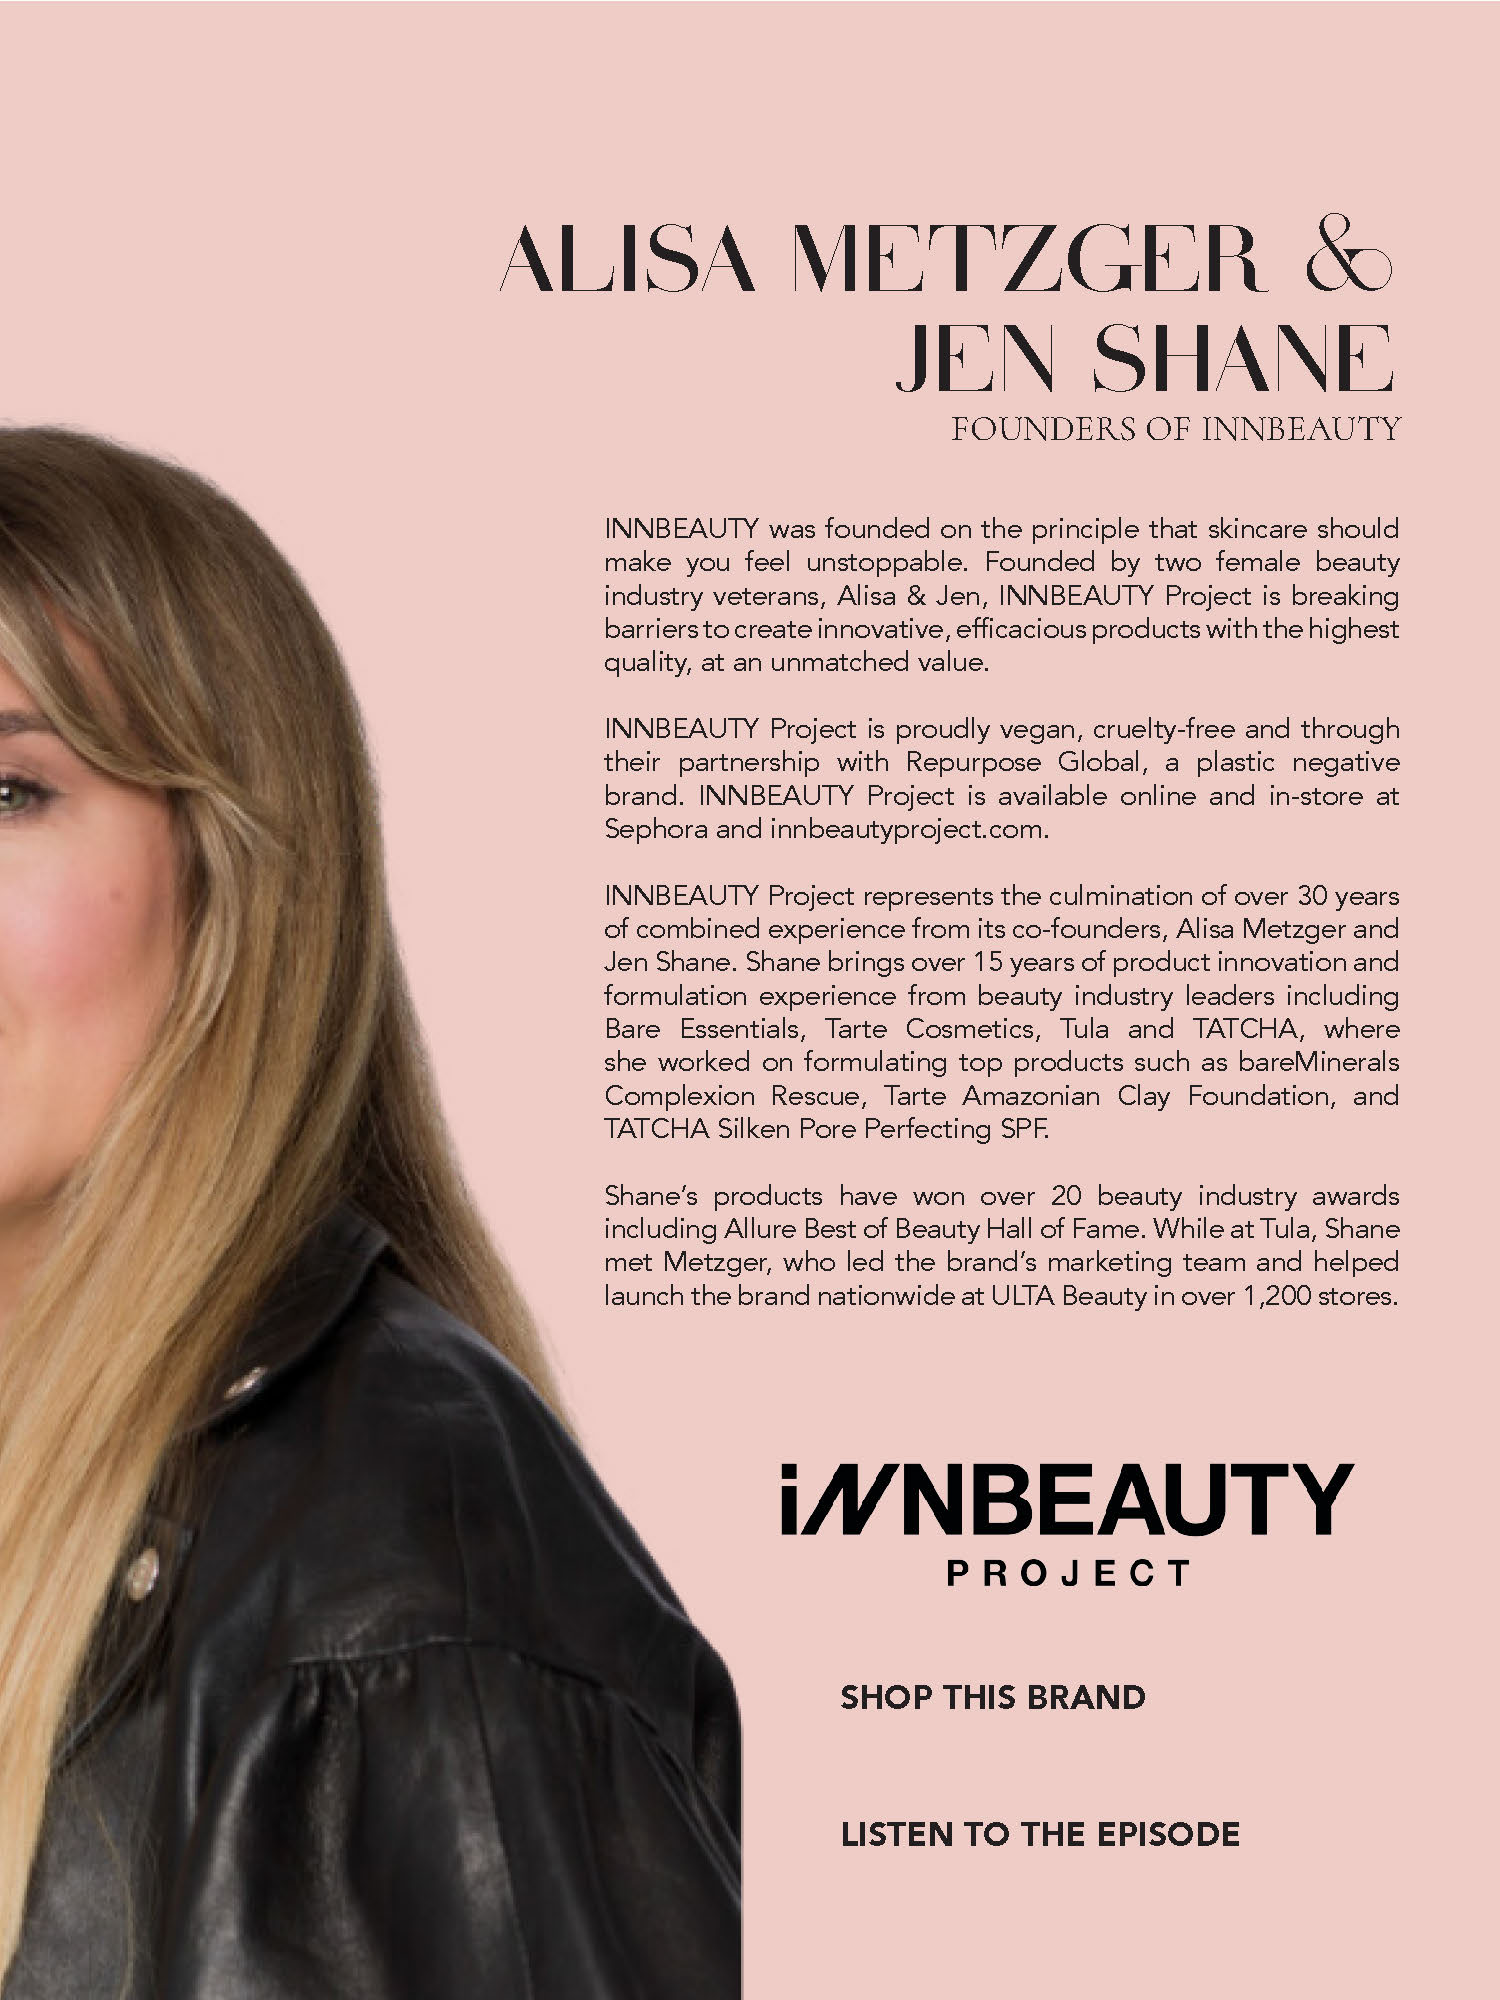 ALISA METZGER &
JEN SHANE
FOUNDERS OF INNBEAUTY
INNBEAUTY was founded on the principle that skincare should
make you feel unstoppable. Founded by two female beauty
industry veterans, Alisa & Jen, INNBEAUTY Project is breaking
barriers to create innovative, efficacious products with the highest
quality, at an unmatched value.
INNBEAUTY Project is proudly vegan, cruelty-free and through
their partnership with Repurpose Global, a plastic negative
brand. INNBEAUTY Project is available online and in-store at
Sephora and innbeautyproject.com.
INNBEAUTY Project represents the culmination of over 30 years
of combined experience from its co-founders, Alisa Metzger and
Jen Shane. Shane brings over 15 years of product innovation and
formulation experience from beauty industry leaders including
Bare Essentials, Tarte Cosmetics, Tula and TATCHA, where
she worked on formulating top products such as bareMinerals
Complexion Rescue, Tarte Amazonian Clay Foundation, and
TATCHA Silken Pore Perfecting SPF.
Shane’s products have won over 20 beauty industry awards
including Allure Best of Beauty Hall of Fame. While at Tula, Shane
met Metzger, who led the brand’s marketing team and helped
launch the brand nationwide at ULTA Beauty in over 1,200 stores.
iNNBEAUTY
PROJECT
SHOP THIS BRAND
LISTEN TO THE EPISODE